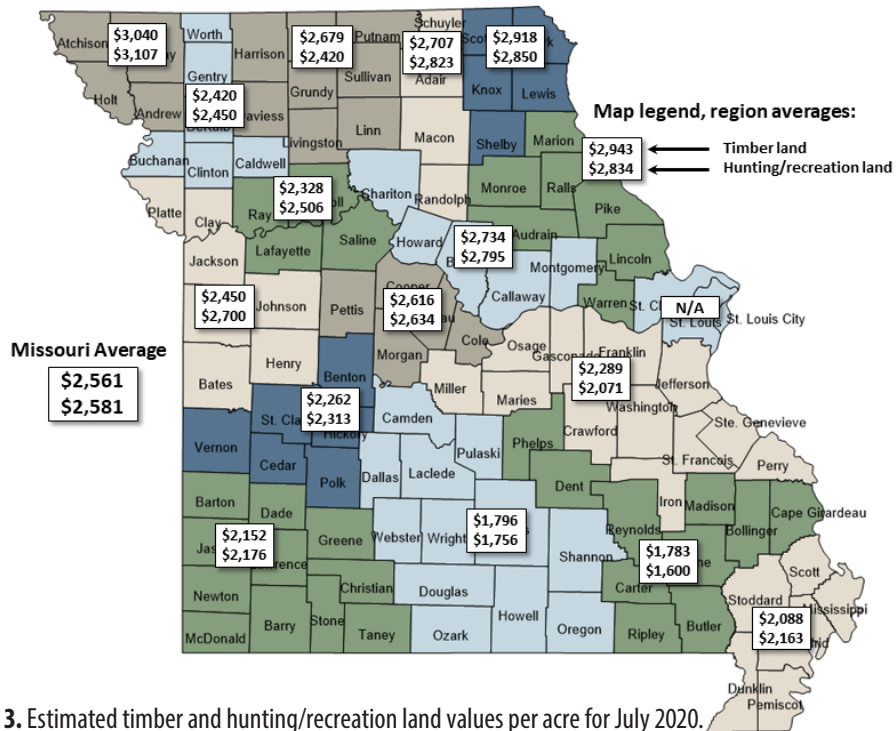 Atchison
$3,040
$3,107
Worth
Harrison
$2,679
$2,420
Putnam
Schuyler
$2,707
$2,823
$2,918
$2,850
Gentry
Sullivan
Adair
Holt
Andrew
$2,420
$2,450
Grundy
Knox
Lewis
Map legend, region averages:
Linn
Macon
Livingston
Shelby
Marion
$2,943
$2,834
Timber land
Hunting/recreation land
Buchanan
Clinton
Caldwell
$2,328
$2,506
Chariton
Randolph
Monroe
Ralls
Platte
Clay
Ray
Pike
Jackson
Lafayette
Saline
Howard
$2,734
$2,795
Audrain
Montgomery
Lincoln
Callaway
Warren
N/A
St. Louis
St. Louis City
$2,450
$2,700
Johnson
Pettis
Cooper
$2,616
$2,634
Cole
Osage
Gasconade
Franklin
Missouri Average
$2,561
$2,581
Bates
Henry
Benton
Morgan
Miller
Maries
$2,289
$2,071
Jefferson
Washington
Vernon
$2,262
$2,313
Hickory
Camden
Pulaski
Phelps
Crawford
Ste. Genevieve
St. Francois
Perry
Cedar
Polk
Dallas
Laclede
Dent
Iron
Madison
Bollinger
Cape Girardeau
Barton
Dade
$2,152
$2,176
Greene
Webster
Wright
$1,796
$1,756
Shannon
Reynolds
$1,783
$1,600
Newton
Christian
Douglas
Carter
Scott
Stoddard
Mississippi
McDonald
Barry
Stone
Taney
Ozark
Howell
Oregon
Ripley
Butler
$2,088
$2,163
Dunklin
Pemiscot
3. Estimated timber and hunting/recreation land values per acre for July 2020.